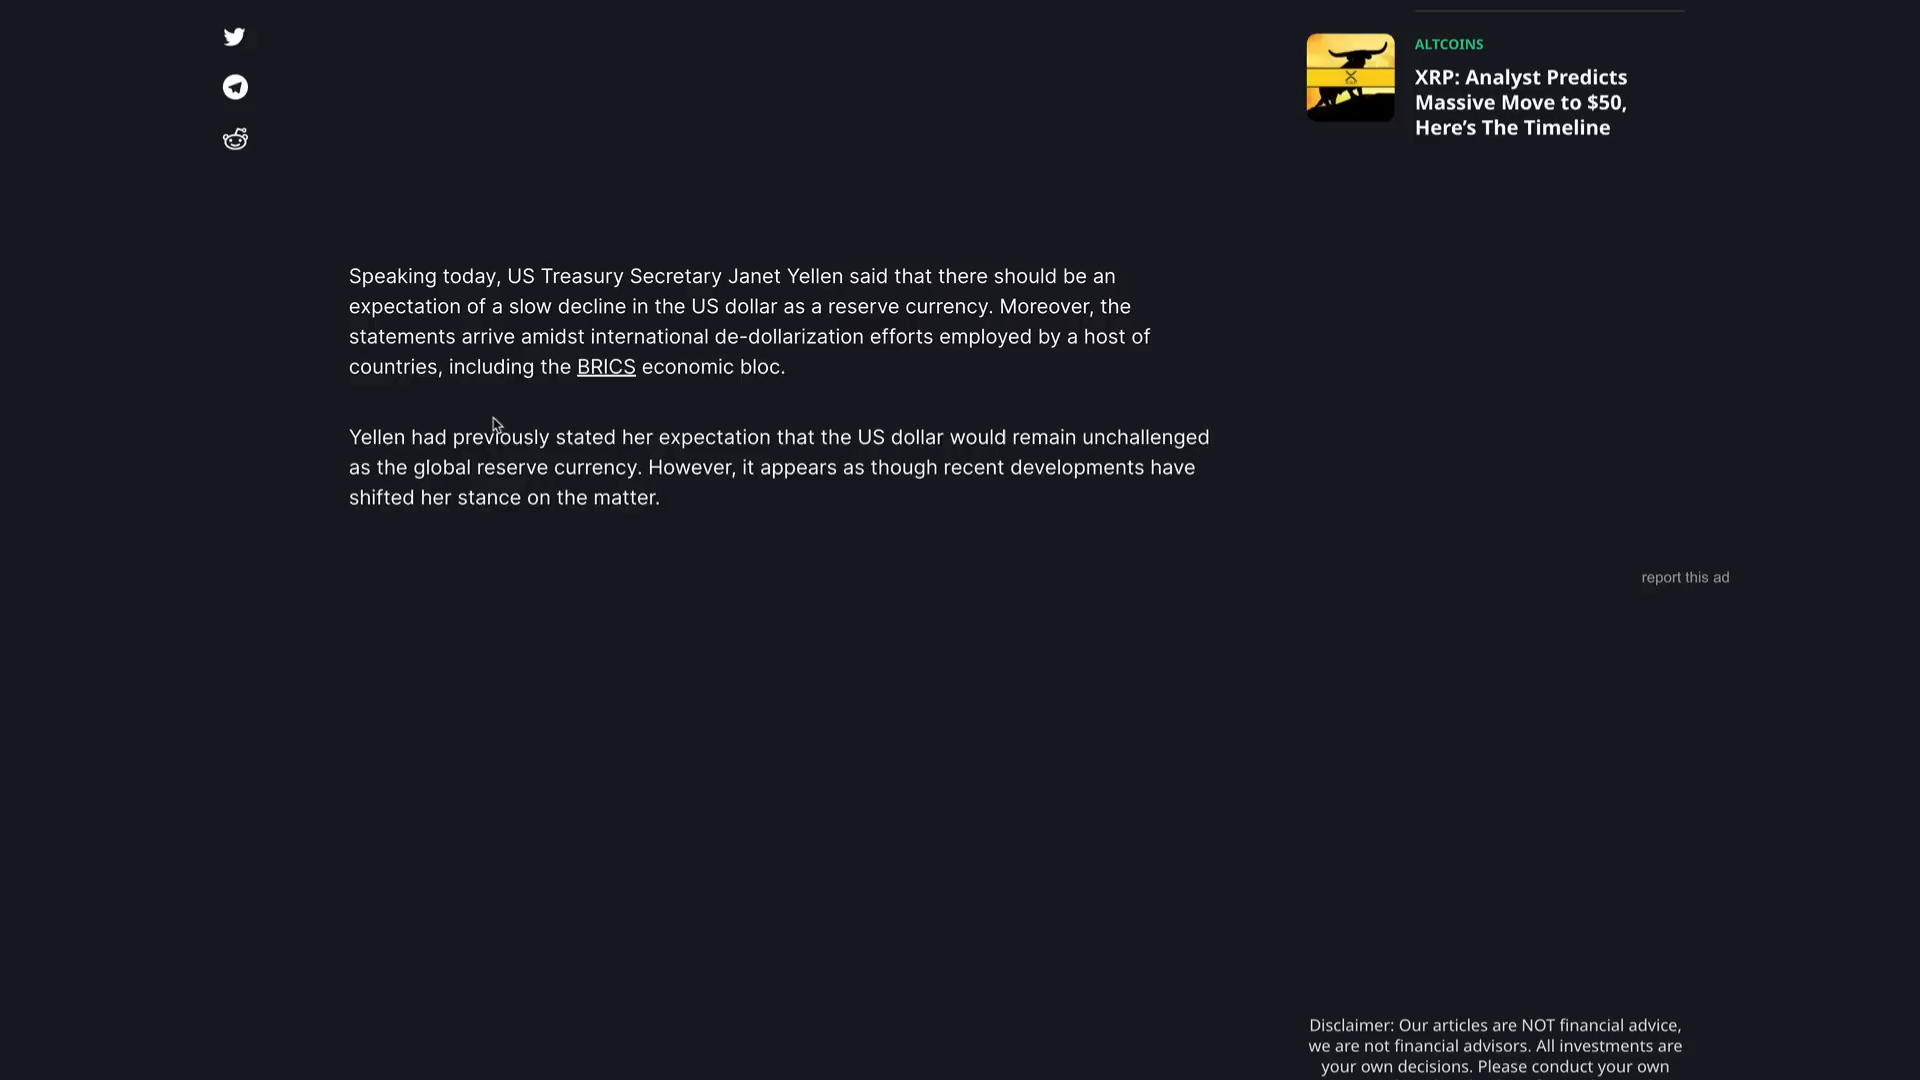 ALTCOINS
XRP: Analyst Predicts
Massive Move to $50,
Here’s The Timeline
Speaking today, US Treasury Secretary Janet Yellen said that there should be an
expectation of a slow decline in the US dollar as a reserve currency. Moreover, the
statements arrive amidst international de-dollarization efforts employed by a host of
countries, including the BRICS economic bloc.
Yellen had previously stated her expectation that the US dollar would remain unchallenged
as the global reserve currency. However, it appears as though recent developments have
shifted her stance on the matter.
report this ad
Disclaimer: Our articles are NOT financial advice,
we are not financial advisors. All investments are
your own decisions. Please conduct your own